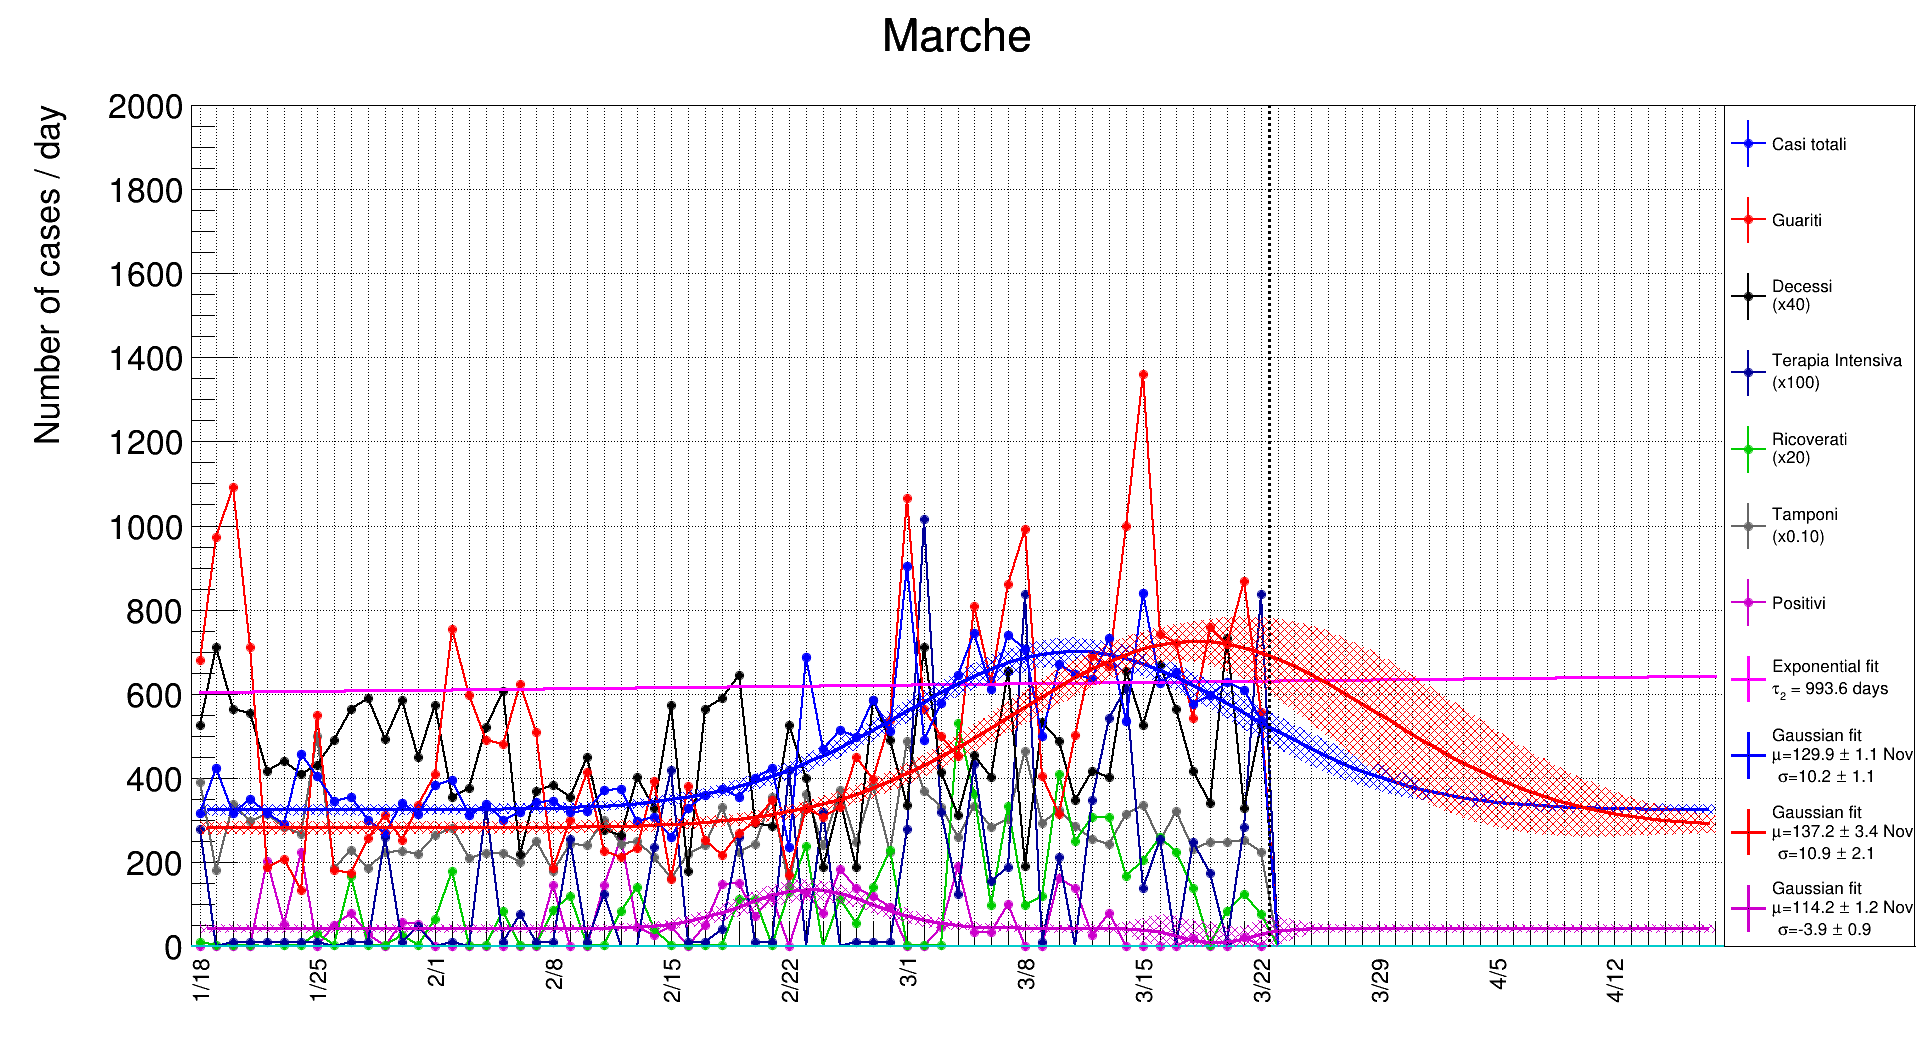 Marche
Number of cases / day
2000
1800
1600
1400
1200
1000
800
600
400
200
0
1/18
1/25
2/1
2/8
2/15
2/22
3/1
3/8
3/15
3/22
3/29
4/5
4/12
Casi totali
Guariti
Decessi
(x40)
Terapia Intensiva
(x100)
Ricoverati
(x20)
Tamponi
(x0.10)
Positivi
Exponential fit
τ2 = 993.6 days
Gaussian fit
μ=129.9 ± 1.1 Nov
σ=10.2 ± 1.1
Gaussian fit
μ=137.2 ± 3.4 Nov
σ=10.9 ± 2.1
Gaussian fit
μ=114.2 ± 1.2 Nov
σ=-3.9 ± 0.9